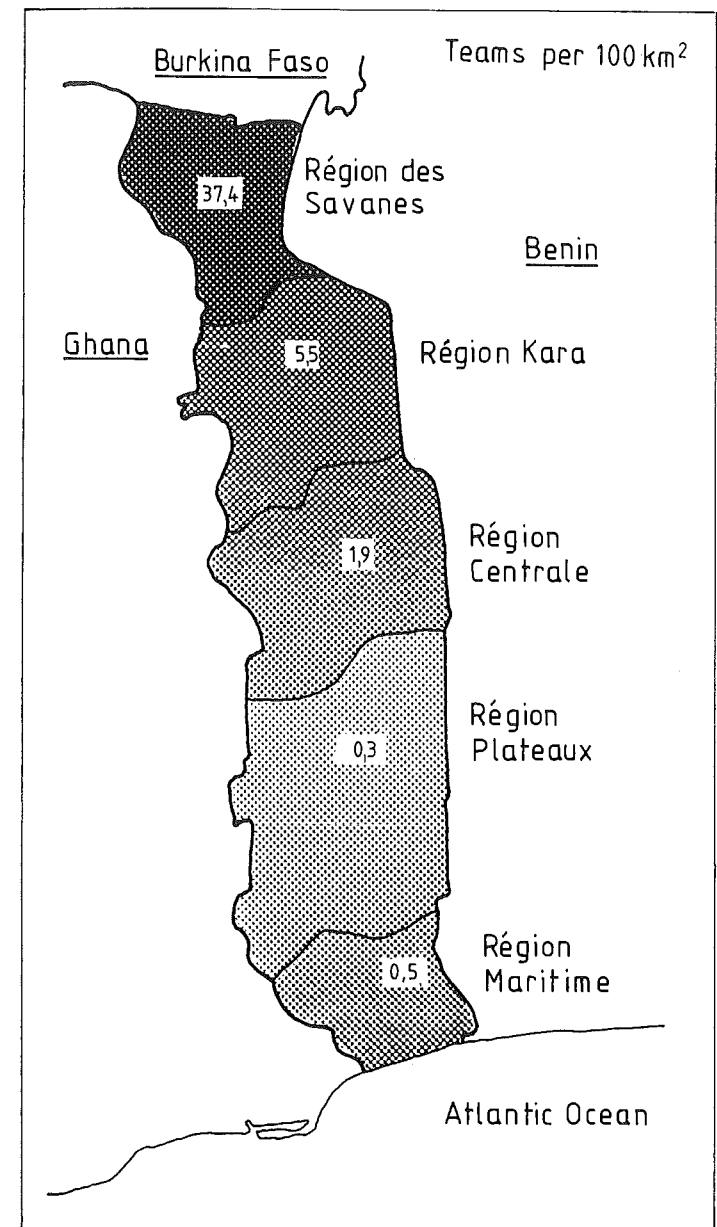 Teams per 100 km²
Burkina Faso
Région des
Savanes
37,4
Benin
Ghana
5,5
Région Kara
Région
Centrale
1,9
Région
Plateaux
0,3
Région
Maritime
0,5
Atlantic Ocean